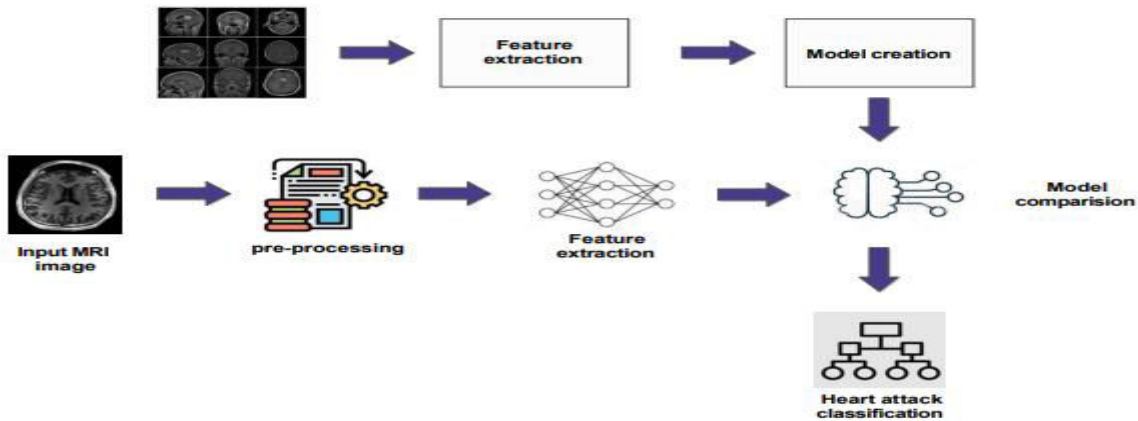 Feature
extraction
Model creation
Input MRI
image
pre-processing
Feature
extraction
Model
comparision
Heart attack
classification